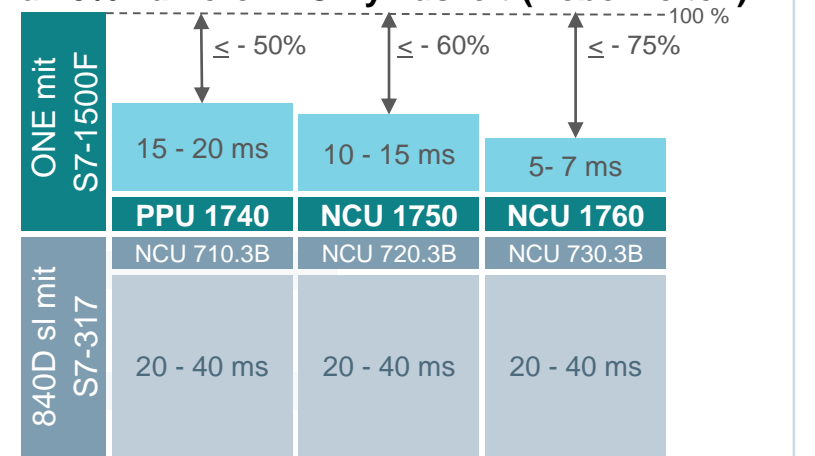 100 %
≤ - 50%
≤ - 60%
≤ - 75%
ONE mit
S7-1500F
15 - 20 ms
10 - 15 ms
5- 7 ms
PPU 1740
NCU 1750
NCU 1760
840D sl mit
S7-317
NCU 710.3B
NCU 720.3B
NCU 730.3B
20 - 40 ms
20 - 40 ms
20 - 40 ms